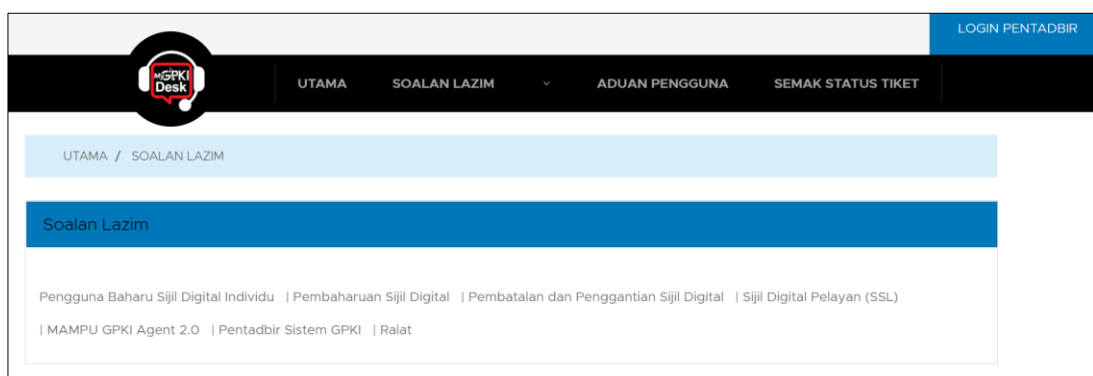 LOGIN PENTADBIR
MyGPKI
Desk
UTAMA SOALAN LAZIM ADUAN PENGGUNA SEMAK STATUS TIKET
UTAMA / SOALAN LAZIM
Soalan Lazim
Pengguna Baharu Sijil Digital Individu | Pembaharuan Sijil Digital | Pembatalan dan Penggantian Sijil Digital | Sijil Digital Pelayan (SSL)
| MAMPU GPKI Agent 2.0 | Pentadbir Sistem GPKI | Ralat